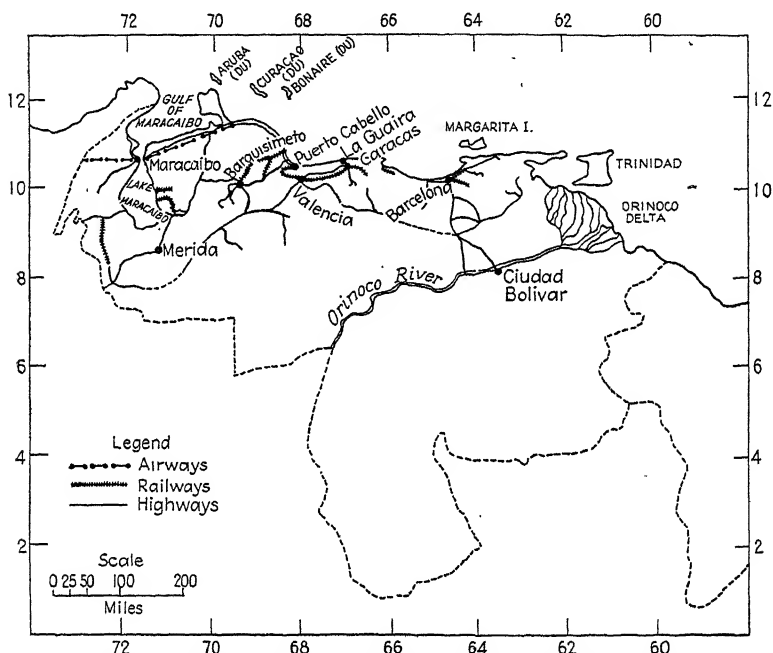 72 70 68 66 64 62 60
ARUBA
(DU)
CURAÇAO
(DU)
BONAIRE (DU)
12
12
GULF
OF
MARACAIBO
Maracaibo
Barquisimeto
Puerto Cabello
La Guaira
Caracas
MARGARITA I.
TRINIDAD
10
10
LAKE
MARACAIBO
Valencia
Barcelona
ORINOCO
DELTA
Merida
8
8
Orinoco River
Ciudad
Bolivar
6
6
4
4
2
2
Legend
Airways
Railways
Highways
Scale
0 25 50 100 200
Miles
72 70 68 66 64 62 60